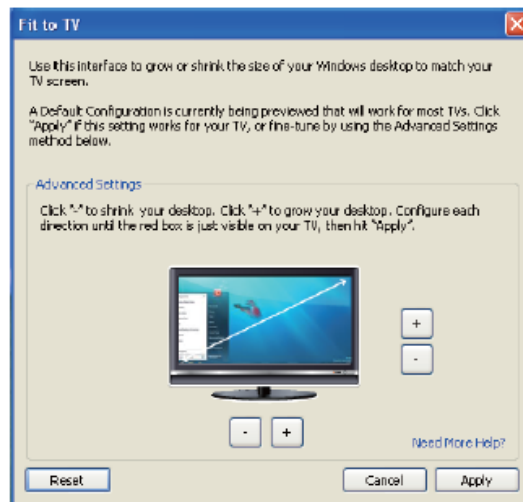 Fit to TV
Use this interface to grow or shrink the size of your Windows desktop to match your
TV screen.
A Default Configuration is currently being previewed that will work for most TVs. Click
"Apply" if this setting works for your TV, or fine-tune by using the Advanced Settings
method below.
Advanced Settings
Click "-" to shrink your desktop. Click "+" to grow your desktop. Configure each
direction until the red box is just visible on your TV, then hit "Apply".
+
-
- +
Need More Help?
Reset Cancel Apply